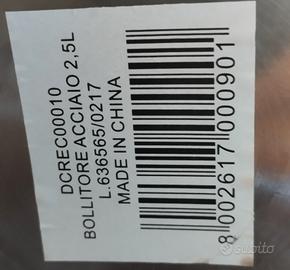 DCREC00010
BOLLITORE ACCIAIO 2,5L
L.636565/0217
MADE IN CHINA
8 002617 000901
subito